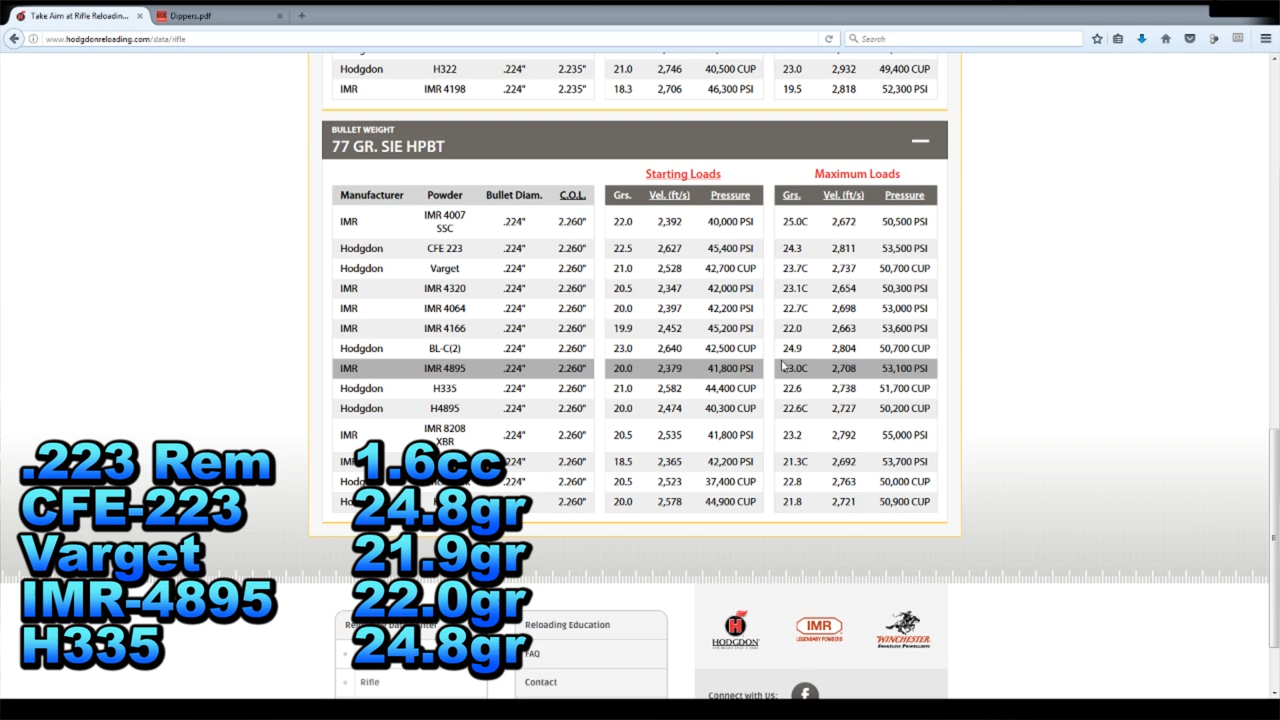 Take Aim at Rifle Reloadin...
Dippers.pdf
www.hodgdonreloading.com/data/rifle
Search
Hodgdon H322 .224" 2.235" 21.0 2,746 40,500 CUP 23.0 2,932 49,400 CUP
IMR IMR 4198 .224" 2.235" 18.3 2,706 46,300 PSI 19.5 2,818 52,300 PSI
BULLET WEIGHT
77 GR. SIE HPBT
Starting Loads Maximum Loads
Manufacturer Powder Bullet Diam. C.O.L. Grs. Vel. (ft/s) Pressure Grs. Vel. (ft/s) Pressure
IMR IMR 4007 SSC .224" 2.260" 22.0 2,392 40,000 PSI 25.0C 2,672 50,500 PSI
Hodgdon CFE 223 .224" 2.260" 22.5 2,627 45,400 PSI 24.3 2,811 53,500 PSI
Hodgdon Varget .224" 2.260" 21.0 2,528 42,700 CUP 23.7C 2,737 50,700 CUP
IMR IMR 4320 .224" 2.260" 20.5 2,347 42,000 PSI 23.1C 2,654 50,300 PSI
IMR IMR 4064 .224" 2.260" 20.0 2,397 42,200 PSI 22.7C 2,698 53,000 PSI
IMR IMR 4166 .224" 2.260" 19.9 2,452 45,200 PSI 22.0 2,663 53,600 PSI
Hodgdon BL-C(2) .224" 2.260" 23.0 2,640 42,500 CUP 24.9 2,804 50,700 CUP
IMR IMR 4895 .224" 2.260" 20.0 2,379 41,800 PSI 3.0C 2,708 53,100 PSI
Hodgdon H335 .224" 2.260" 21.0 2,582 44,400 CUP 22.6 2,738 51,700 CUP
Hodgdon H4895 .224" 2.260" 20.0 2,474 40,300 CUP 22.6C 2,727 50,200 CUP
IMR IMR 8208 XBR .224" 2.260" 20.5 2,535 41,800 PSI 23.2 2,792 55,000 PSI
.224" 2.260" 18.5 2,365 42,200 PSI 21.3C 2,692 53,700 PSI
.224" 2.260" 20.5 2,523 37,400 CUP 22.8 2,763 50,000 CUP
2.260" 20.0 2,578 44,900 CUP 21.8 2,721 50,900 CUP
.223 Rem 1.6cc
CFE-223 24.8gr
Varget 21.9gr
IMR-4895 22.0gr
H335 24.8gr
Reloading Education
FAQ
Rifle
Contact
HODGDON
IMR
LEGENDARY POWDERS
WINCHESTER
SMOKELESS PROPELLANTS
Connect with Us: